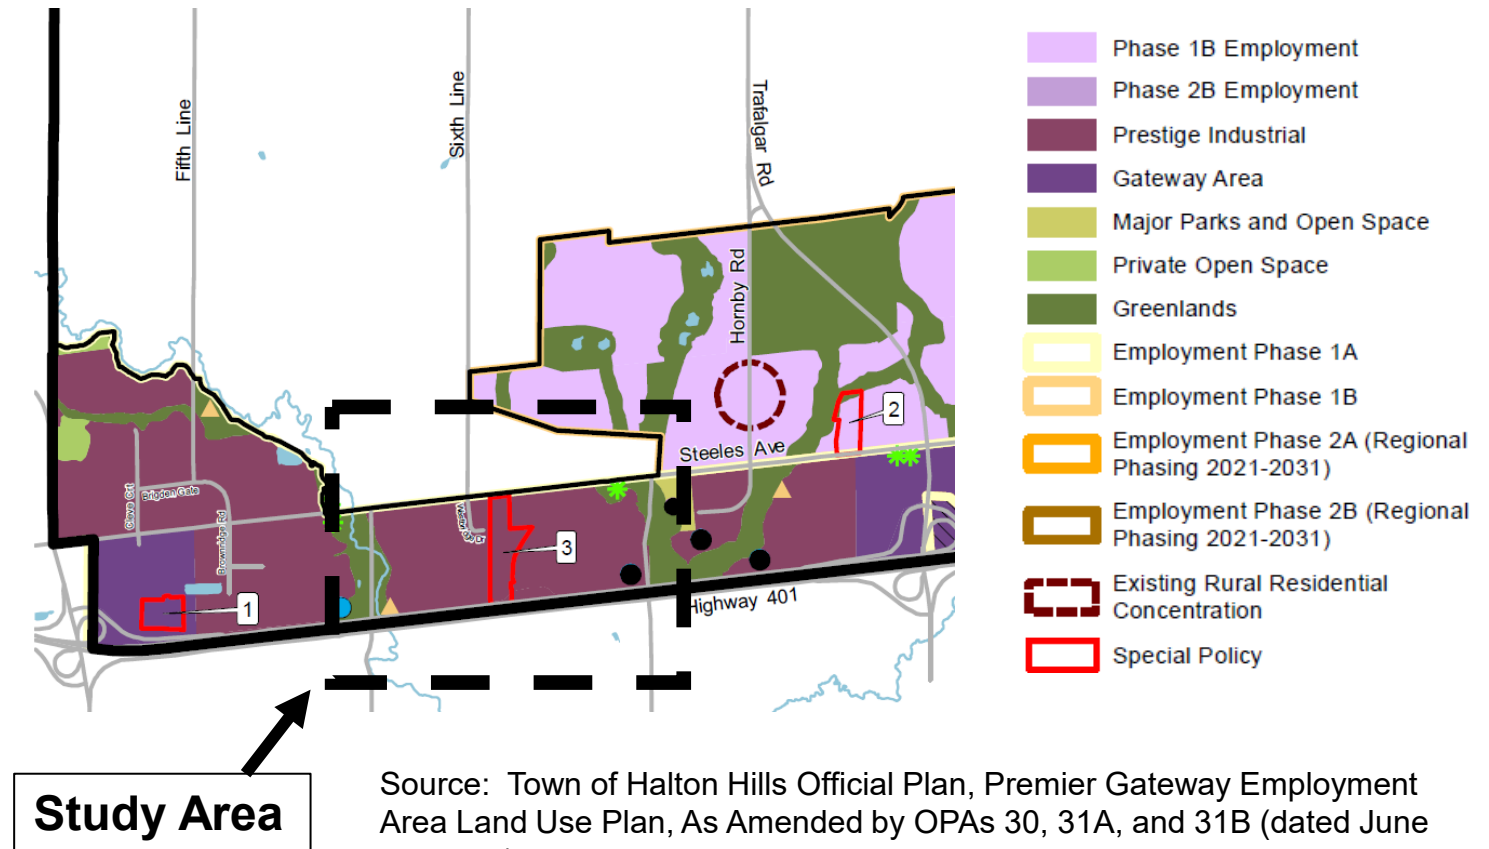 Fifth Line
Sixth Line
Trafalgar Rd
Hornby Rd
Steeles Ave
Highway 401
Cleve Crt
Brigden Gate
Brownridge Rd
1
2
3
Phase 1B Employment
Phase 2B Employment
Prestige Industrial
Gateway Area
Major Parks and Open Space
Private Open Space
Greenlands
Employment Phase 1A
Employment Phase 1B
Employment Phase 2A (Regional
Phasing 2021-2031)
Employment Phase 2B (Regional
Phasing 2021-2031)
Existing Rural Residential
Concentration
Special Policy
Study Area
Source: Town of Halton Hills Official Plan, Premier Gateway Employment
Area Land Use Plan, As Amended by OPAs 30, 31A, and 31B (dated June